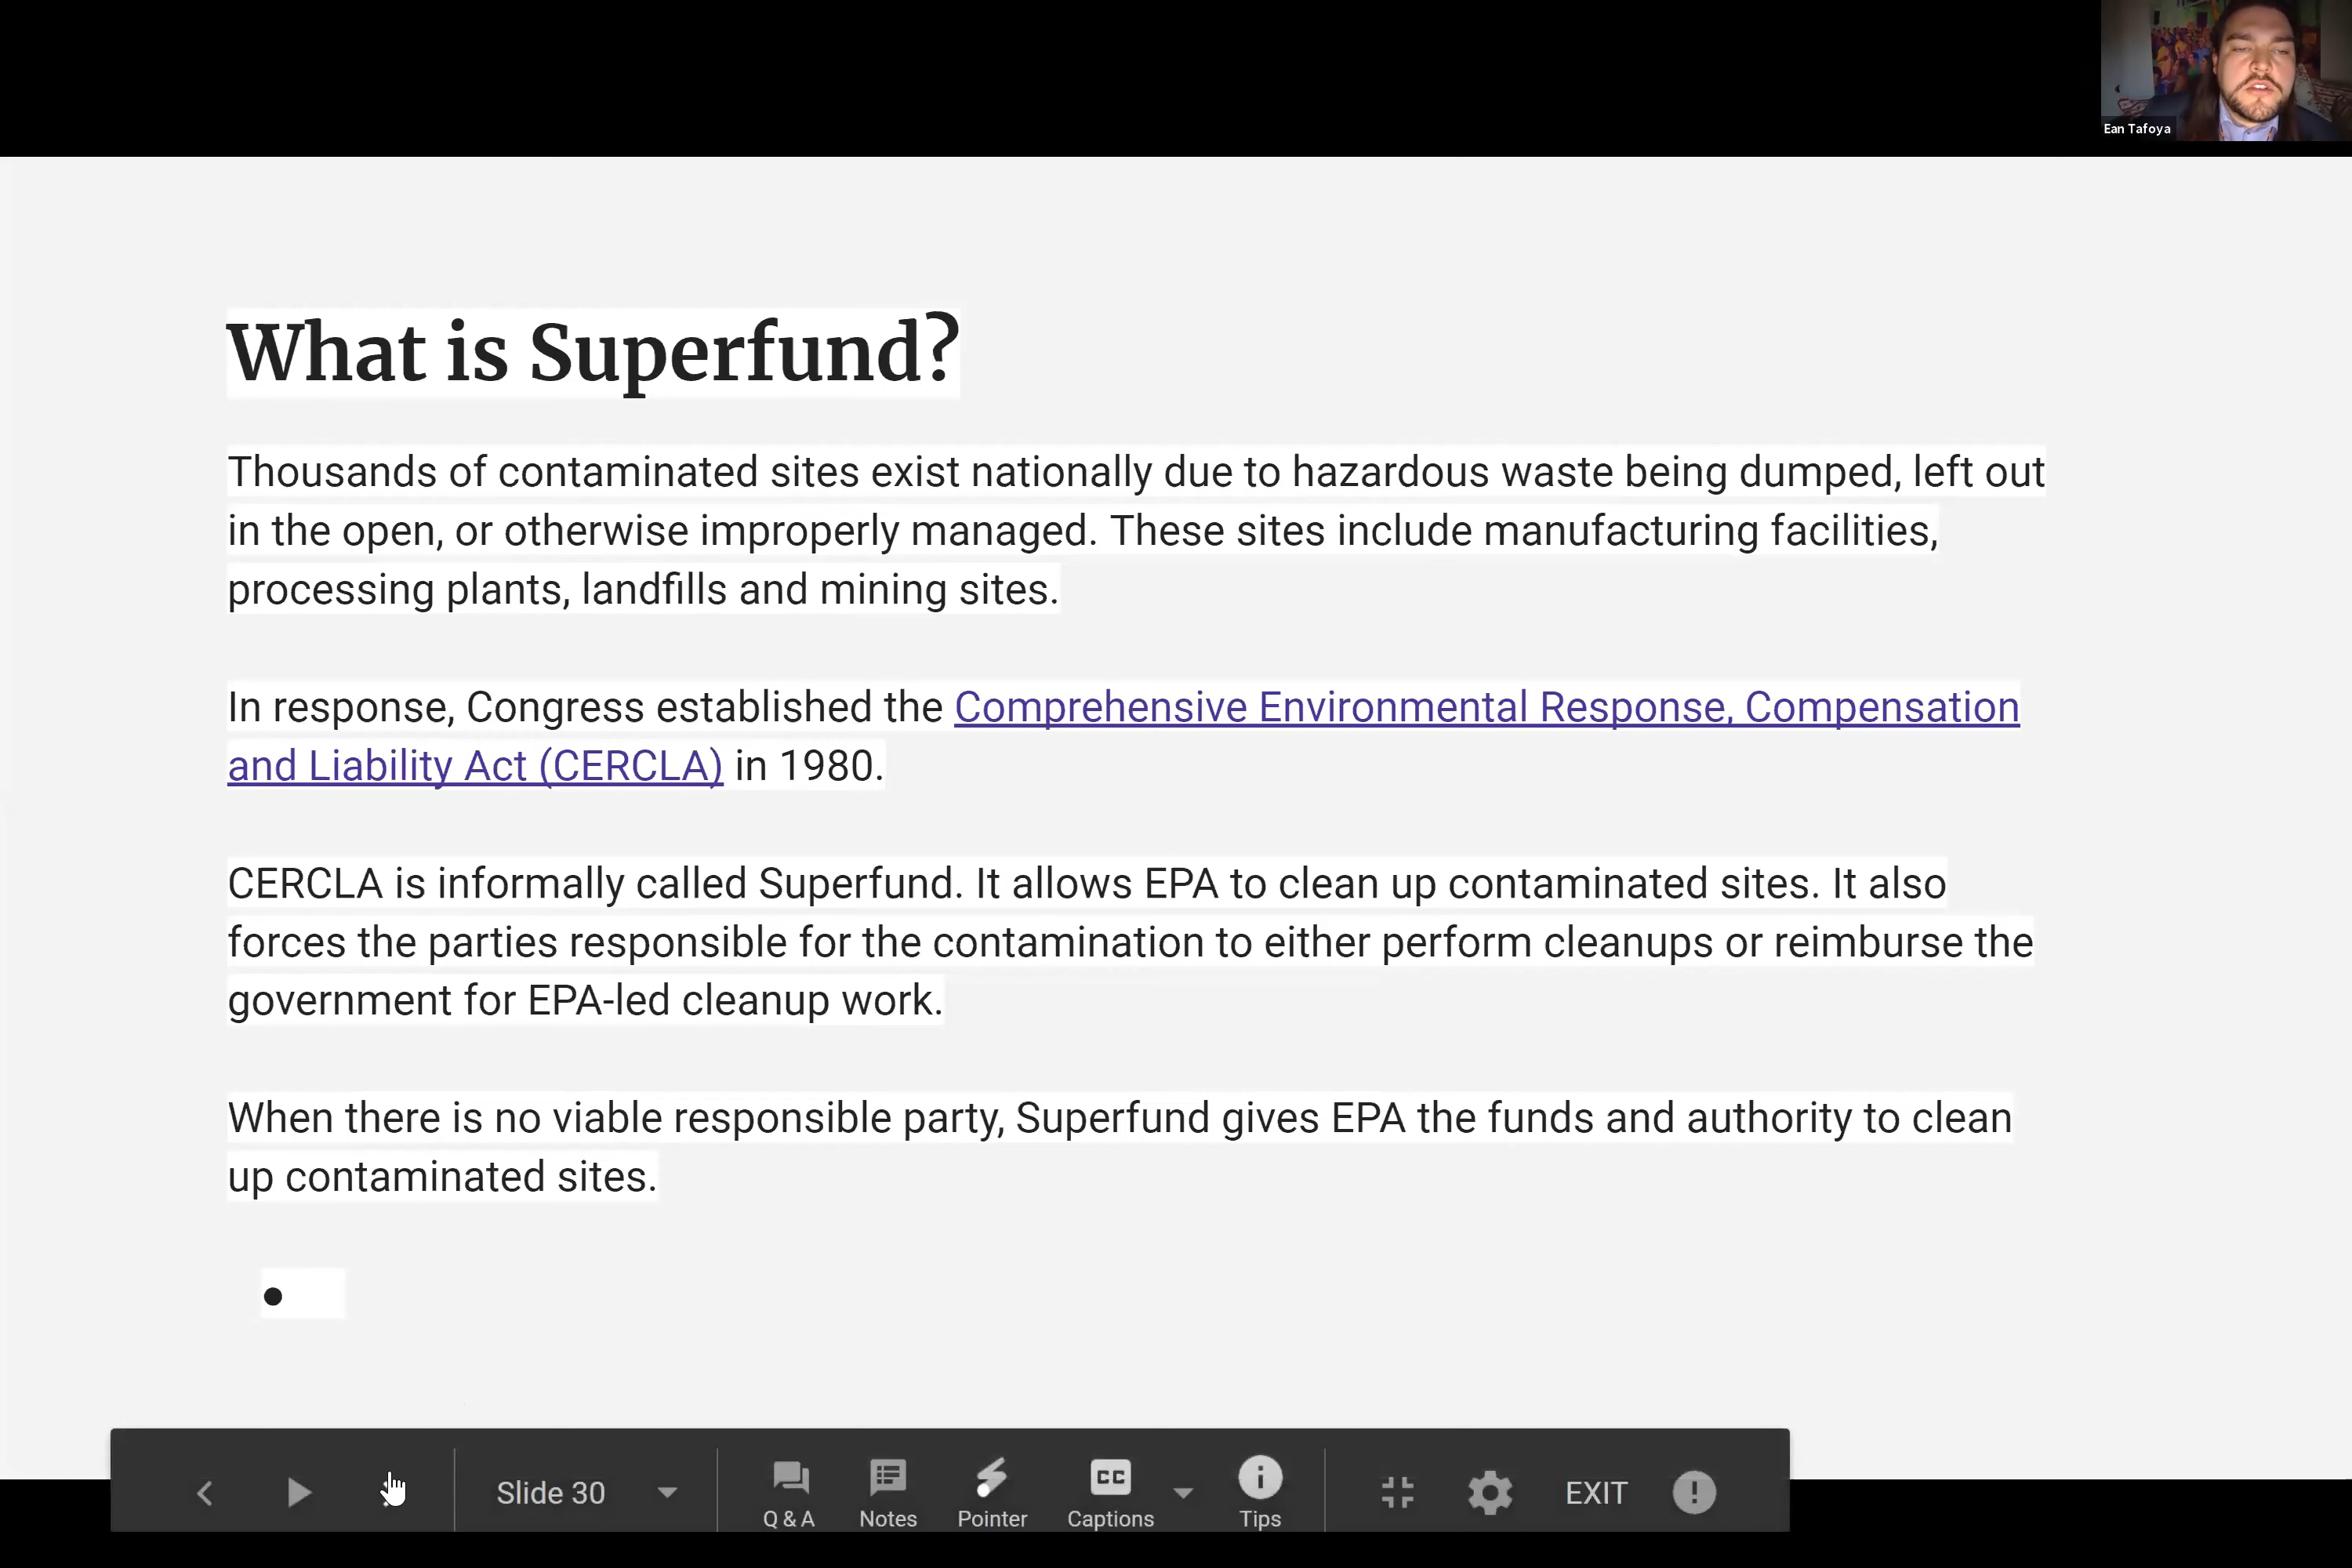 Ean Tafoya
What is Superfund?
Thousands of contaminated sites exist nationally due to hazardous waste being dumped, left out
in the open, or otherwise improperly managed. These sites include manufacturing facilities,
processing plants, landfills and mining sites.
In response, Congress established the Comprehensive Environmental Response, Compensation
and Liability Act (CERCLA) in 1980.
CERCLA is informally called Superfund. It allows EPA to clean up contaminated sites. It also
forces the parties responsible for the contamination to either perform cleanups or reimburse the
government for EPA-led cleanup work.
When there is no viable responsible party, Superfund gives EPA the funds and authority to clean
up contaminated sites.
Slide 30
Q & A
Notes
Pointer
CC
Captions
Tips
EXIT